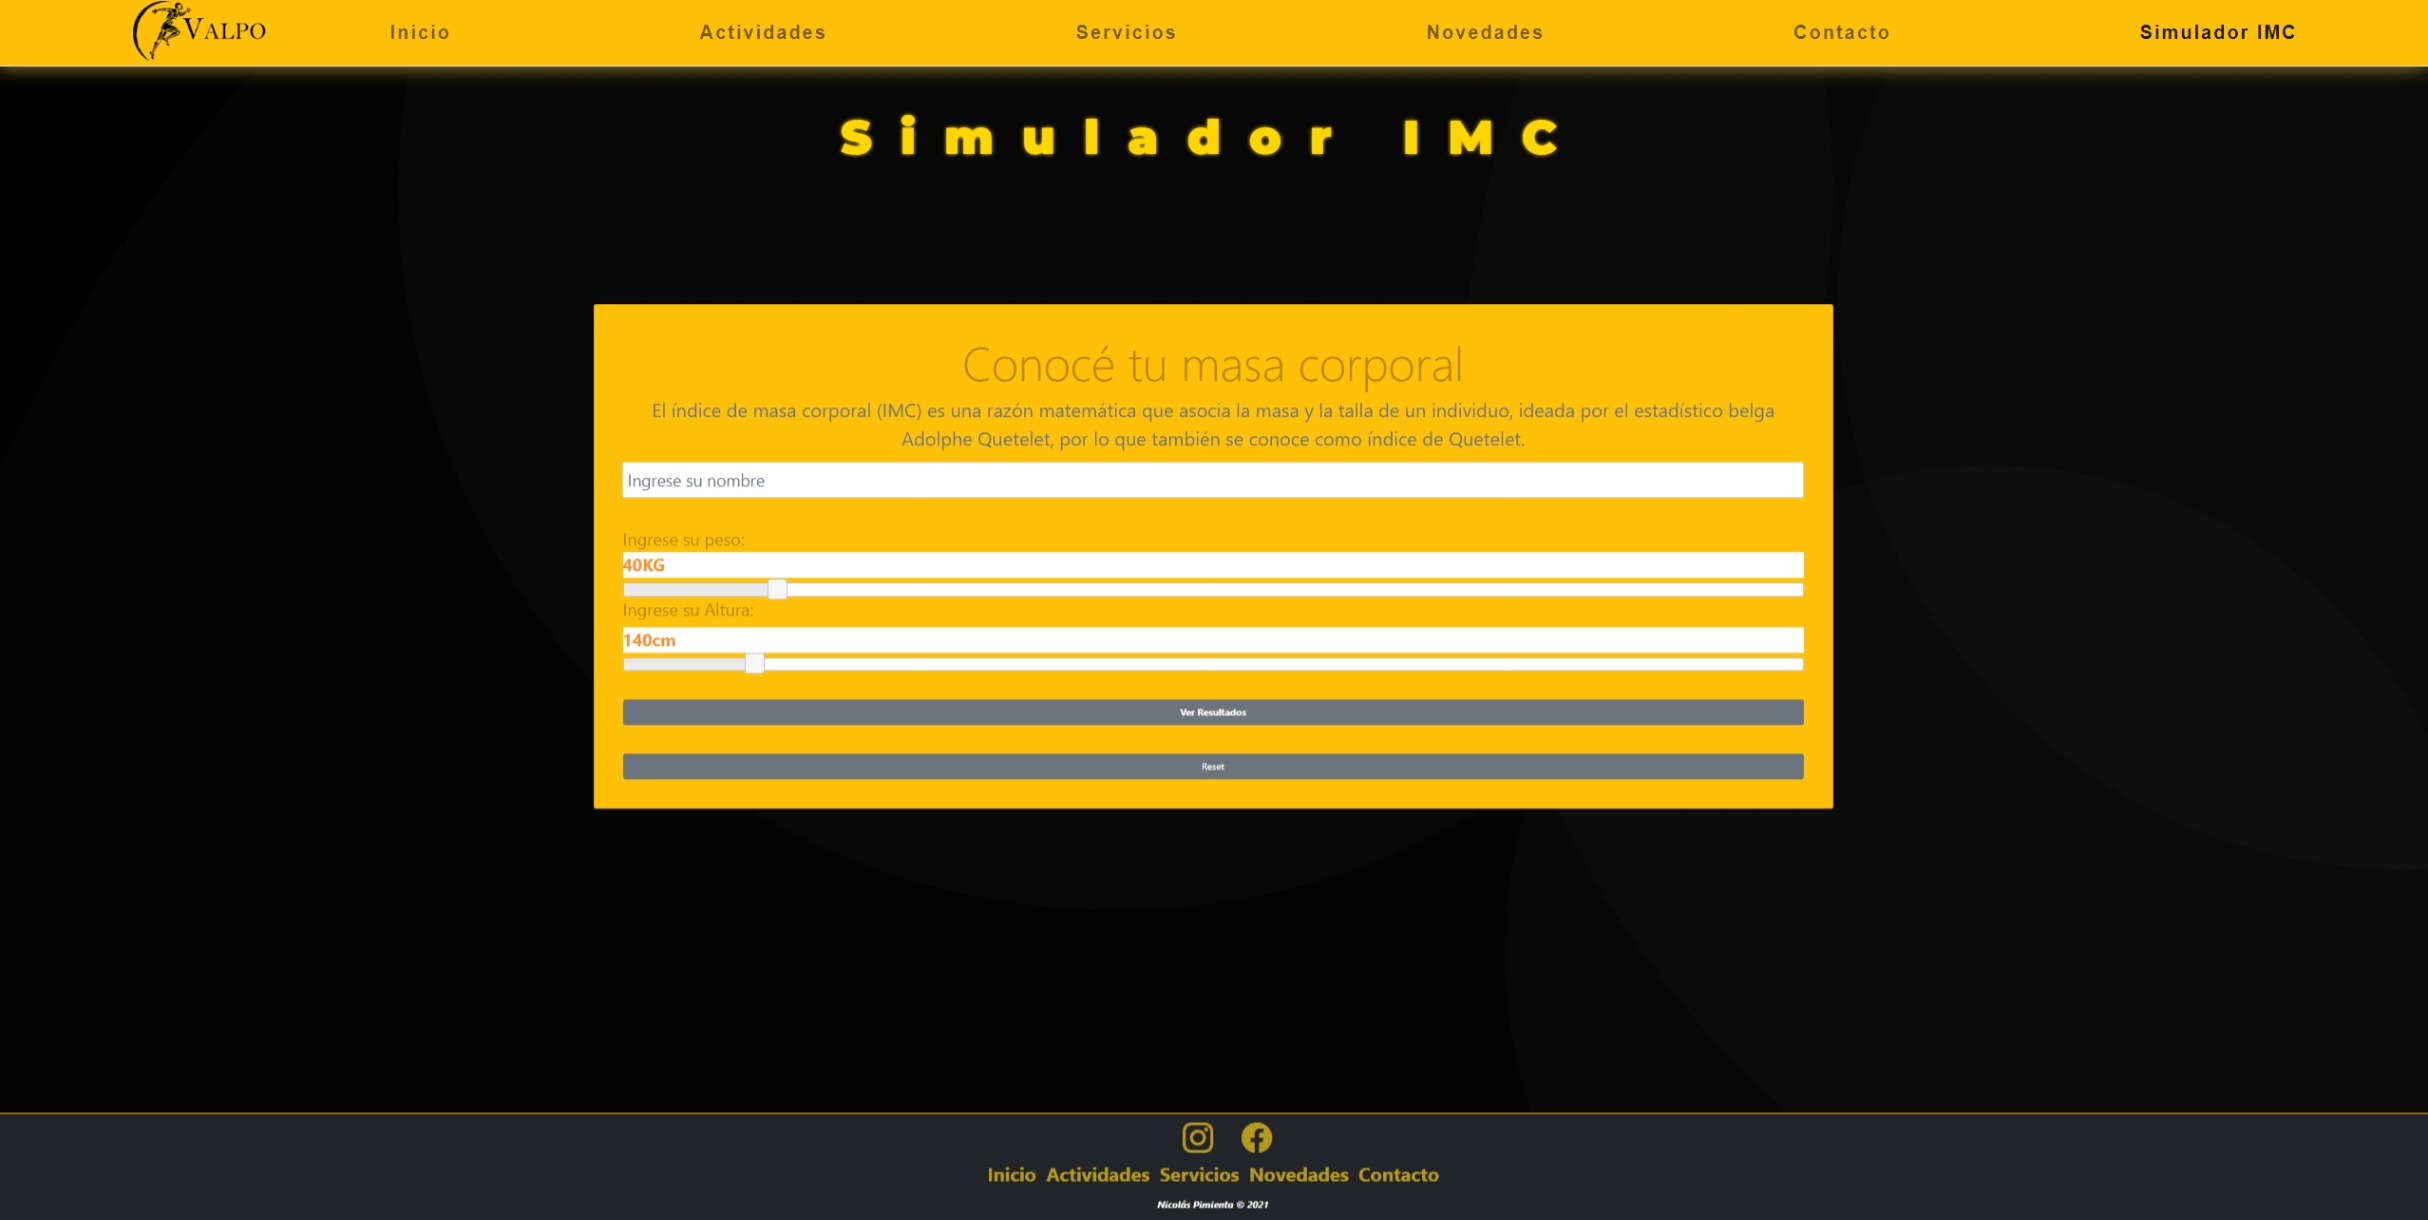 VALPO
Inicio
Actividades
Servicios
Novedades
Contacto
Simulador IMC
Simulador IMC
Conocé tu masa corporal
El índice de masa corporal (IMC) es una razón matemática que asocia la masa y la talla de un individuo, ideada por el estadístico belga
Adolphe Quetelet, por lo que también se conoce como índice de Quetelet.
Ingrese su nombre
Ingrese su peso:
40KG
Ingrese su Altura:
140cm
Ver Resultados
Reset
Inicio Actividades Servicios Novedades Contacto
Nicolás Pimienta © 2021